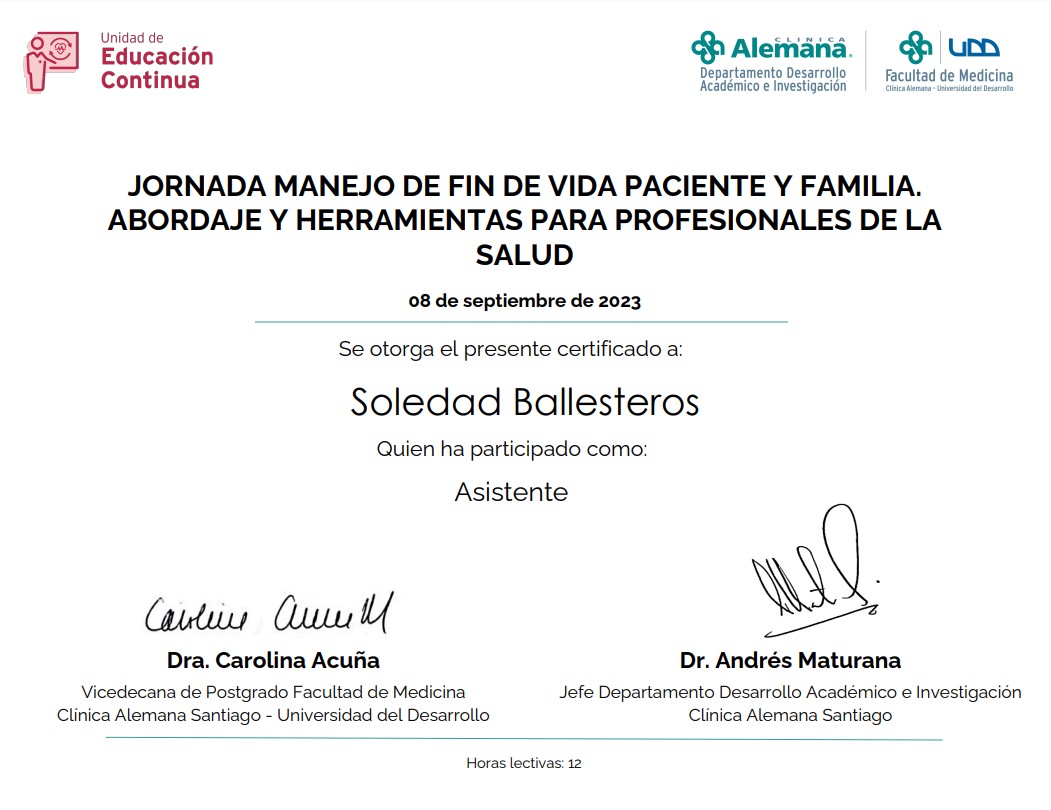 Unidad de
Educación
Continua
CLINICA
Alemana.
Departamento Desarrollo
Académico e Investigación
UDD
Facultad de Medicina
Clínica Alemana - Universidad del Desarrollo
JORNADA MANEJO DE FIN DE VIDA PACIENTE Y FAMILIA.
ABORDAJE Y HERRAMIENTAS PARA PROFESIONALES DE LA
SALUD
08 de septiembre de 2023
Se otorga el presente certificado a:
Soledad Ballesteros
Quien ha participado como:
Asistente
Dra. Carolina Acuña
Vicedecana de Postgrado Facultad de Medicina
Clínica Alemana Santiago - Universidad del Desarrollo
Dr. Andrés Maturana
Jefe Departamento Desarrollo Académico e Investigación
Clínica Alemana Santiago
Horas lectivas: 12